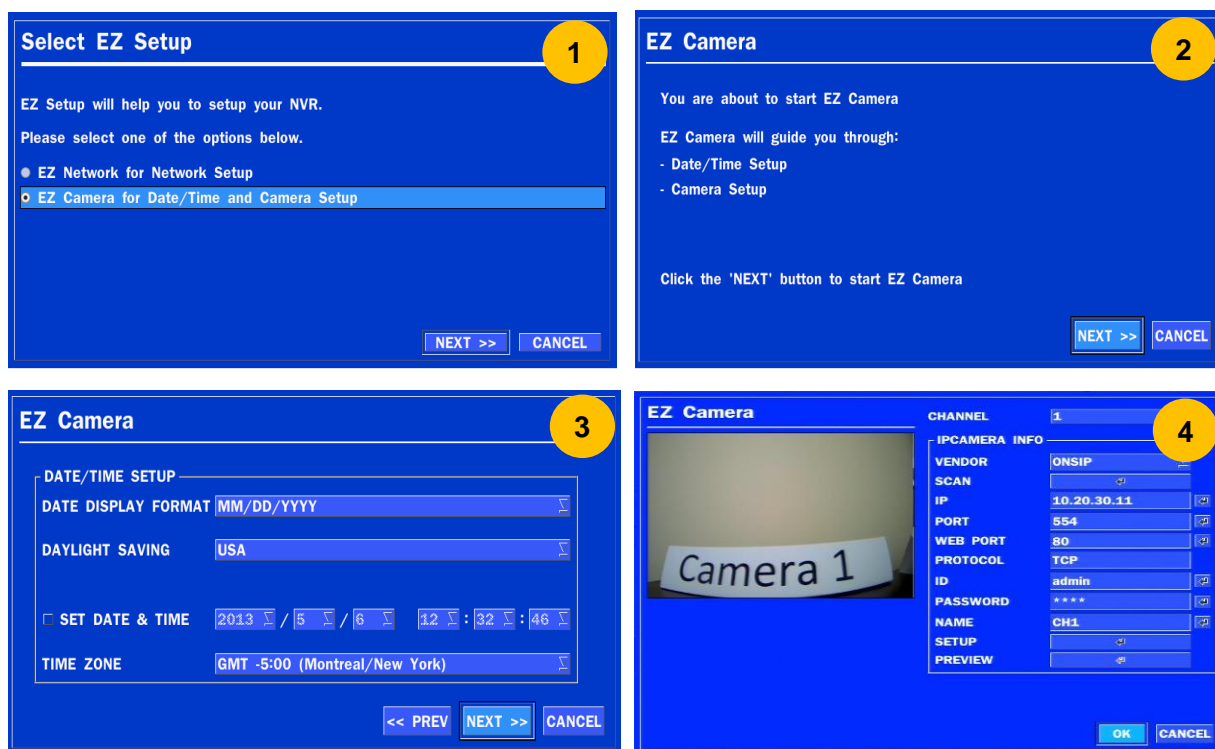 Select EZ Setup
1
EZ Setup will help you to setup your NVR.
Please select one of the options below.
EZ Network for Network Setup
EZ Camera for Date/Time and Camera Setup
NEXT >> CANCEL
EZ Camera
2
You are about to start EZ Camera
EZ Camera will guide you through:
- Date/Time Setup
- Camera Setup
Click the 'NEXT' button to start EZ Camera
NEXT >> CANCEL
EZ Camera
3
DATE/TIME SETUP
DATE DISPLAY FORMAT MM/DD/YYYY
DAYLIGHT SAVING USA
SET DATE & TIME 2013 / 5 / 6 12 : 32 : 46
TIME ZONE GMT -5:00 (Montreal/New York)
<< PREV NEXT >> CANCEL
EZ Camera
4
Camera 1
CHANNEL 1
IPCAMERA INFO
VENDOR ONSIP
SCAN
IP 10.20.30.11
PORT 554
WEB PORT 80
PROTOCOL TCP
ID admin
PASSWORD ****
NAME CH1
SETUP
PREVIEW
OK CANCEL